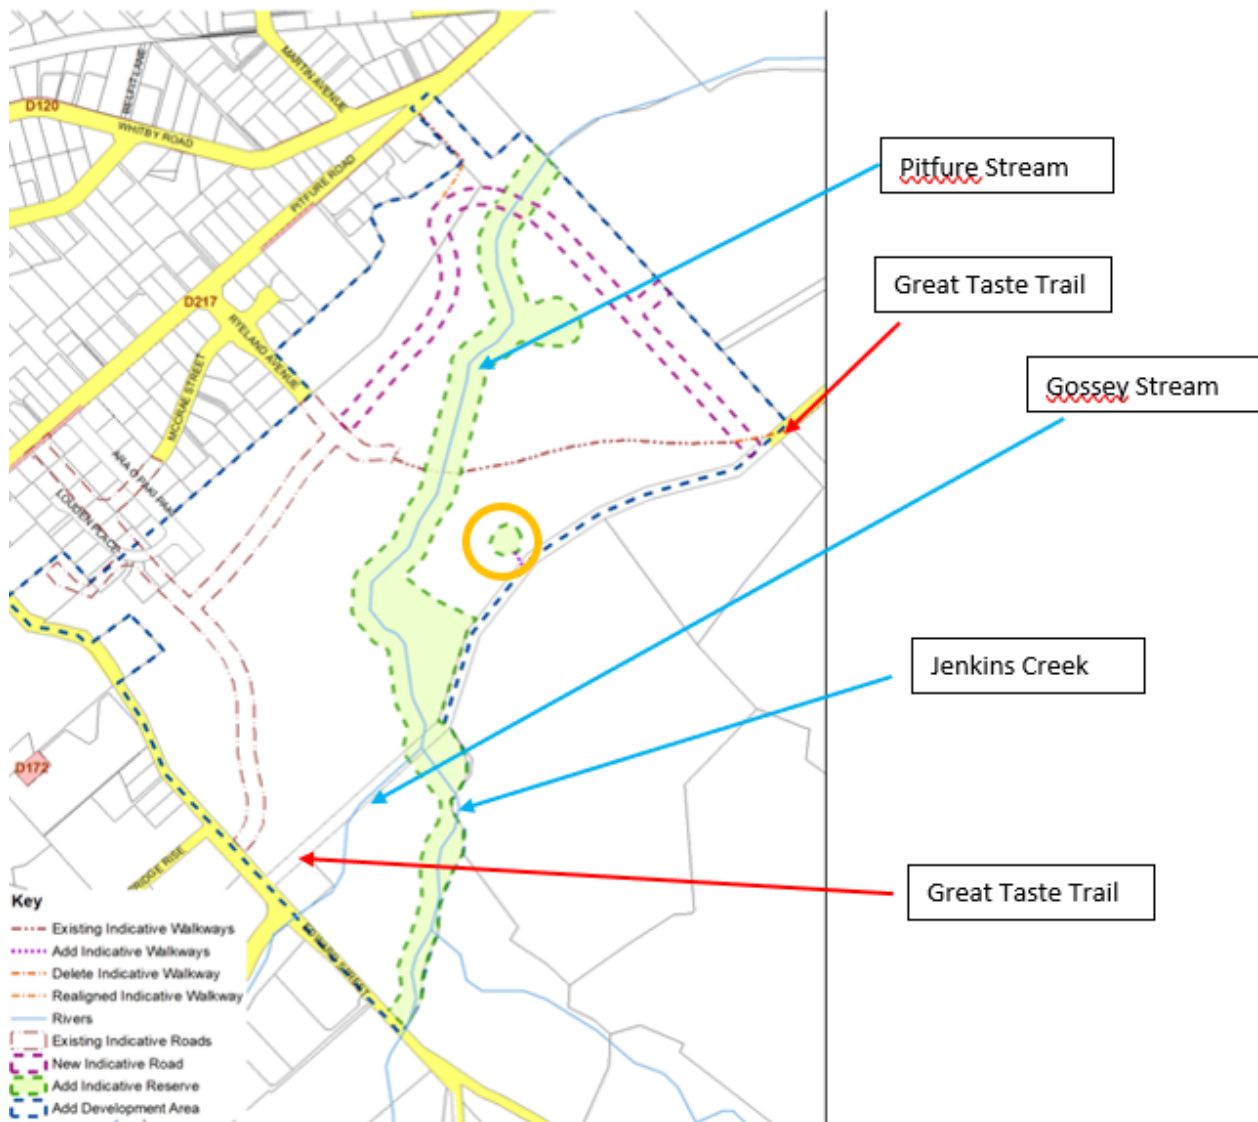 BELFIT LANE
MARTIN AVENUE
D120
WHITBY ROAD
PITFURE ROAD
Pitfure Stream
Great Taste Trail
D217
RYELAND AVENUE
MCCRAE STREET
Gossey Stream
ARA O PAKI PAKI
LOUDEN PLACE
Jenkins Creek
D172
RIDGE RISE
Great Taste Trail
Key
Existing Indicative Walkways
Add Indicative Walkways
Delete Indicative Walkway
Realigned Indicative Walkway
Rivers
Existing Indicative Roads
New Indicative Road
Add Indicative Reserve
Add Development Area